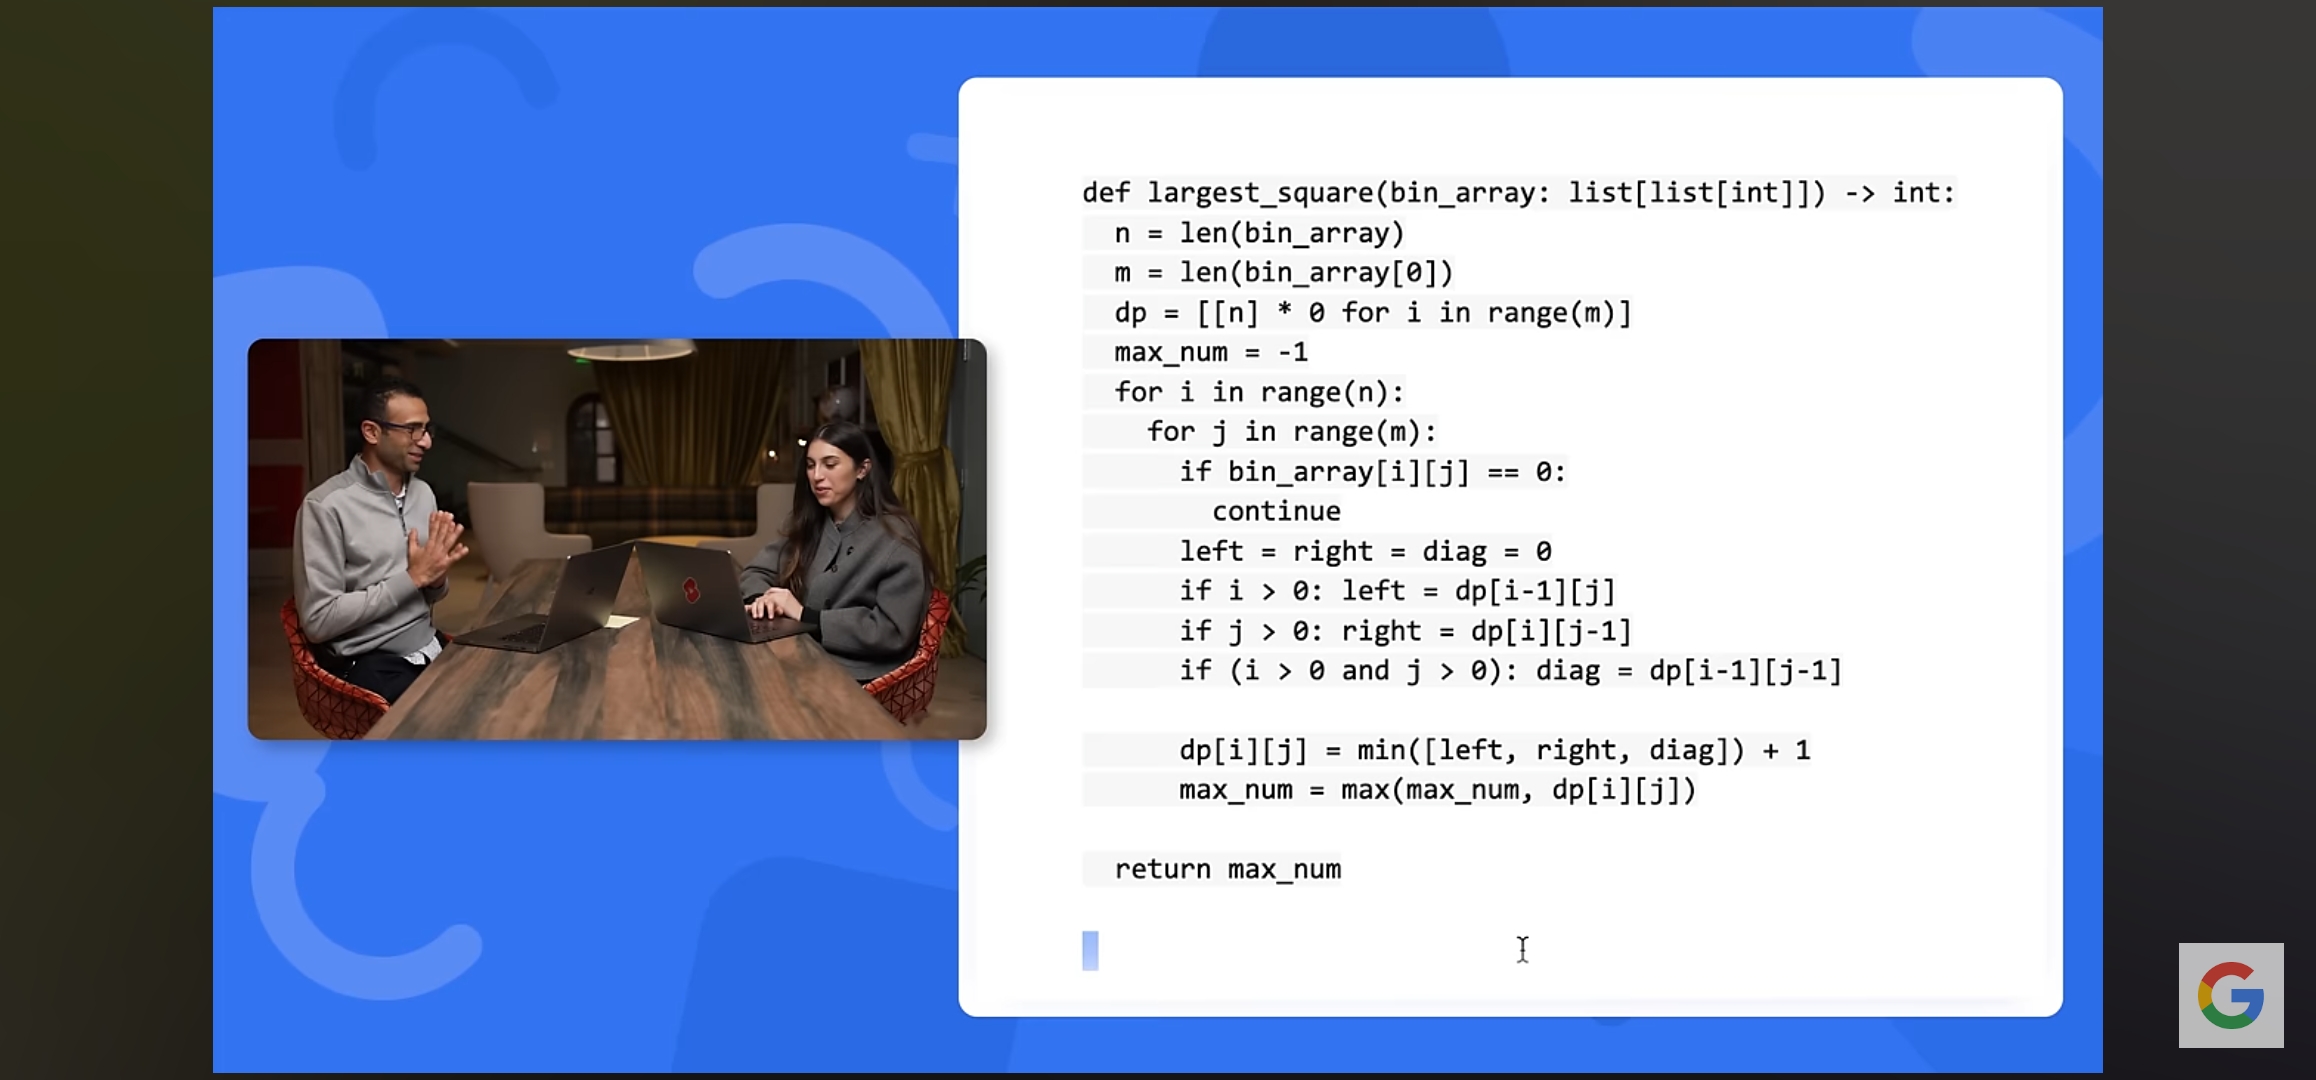 def largest_square(bin_array: list[list[int]]) -> int:
  n = len(bin_array)
  m = len(bin_array[0])
  dp = [[n] * 0 for i in range(m)]
  max_num = -1
  for i in range(n):
    for j in range(m):
      if bin_array[i][j] == 0:
        continue
      left = right = diag = 0
      if i > 0: left = dp[i-1][j]
      if j > 0: right = dp[i][j-1]
      if (i > 0 and j > 0): diag = dp[i-1][j-1]

      dp[i][j] = min([left, right, diag]) + 1
      max_num = max(max_num, dp[i][j])

  return max_num
G